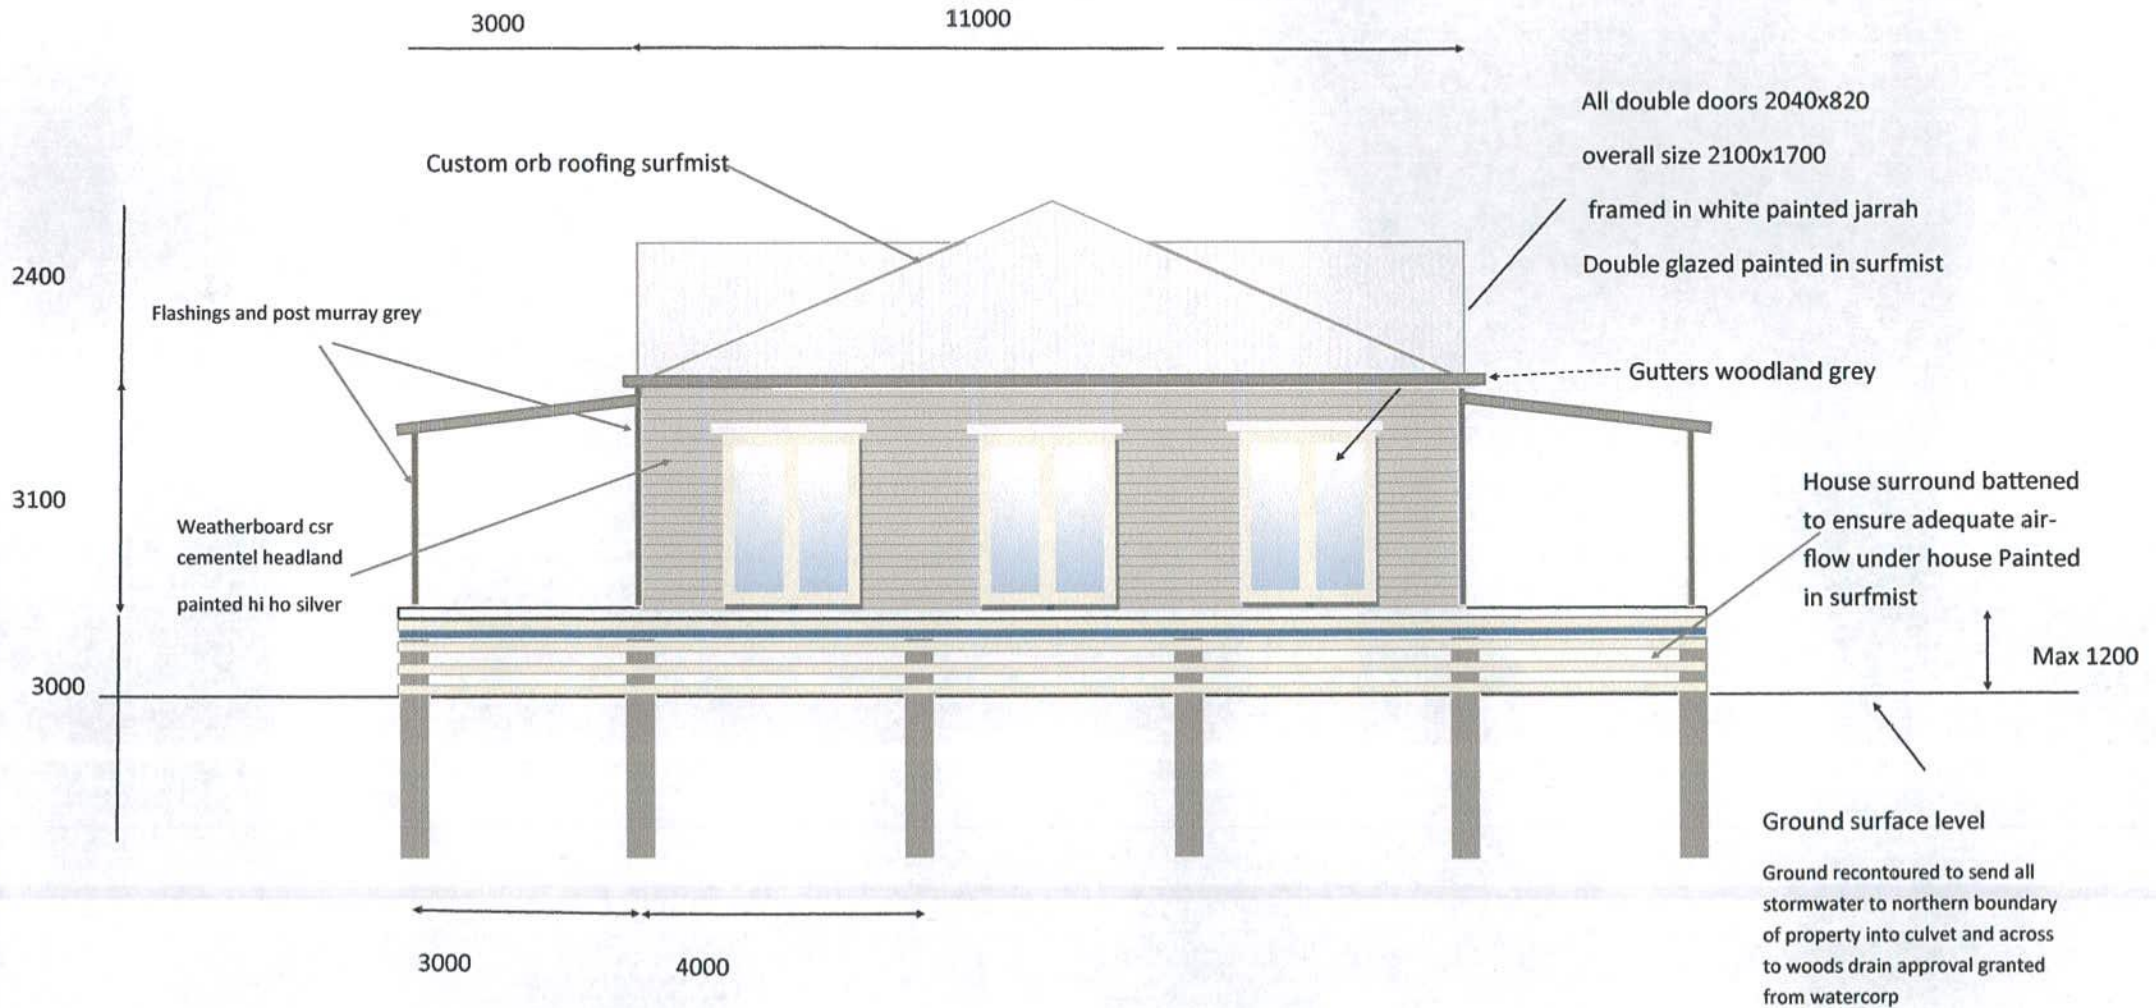 3000
11000
All double doors 2040x820
overall size 2100x1700
framed in white painted jarrah
Double glazed painted in surfmist
Custom orb roofing surfmist
2400
Flashings and post murray grey
Gutters woodland grey
3100
Weatherboard csr
cementel headland
painted hi ho silver
House surround battened
to ensure adequate air-
flow under house Painted
in surfmist
Max 1200
3000
Ground surface level
Ground recontoured to send all
stormwater to northern boundary
of property into culvet and across
to woods drain approval granted
from watercorp
3000
4000